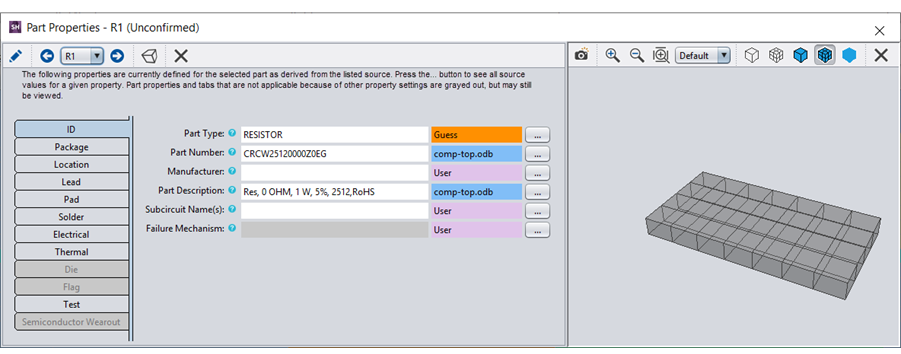 SH Part Properties - R1 (Unconfirmed)
R1
Default
The following properties are currently defined for the selected part as derived from the listed source. Press the... button to see all source
values for a given property. Part properties and tabs that are not applicable because of other property settings are grayed out, but may still
be viewed.
ID
Package
Location
Lead
Pad
Solder
Electrical
Thermal
Die
Flag
Test
Semiconductor Wearout
Part Type: ? RESISTOR Guess ...
Part Number: ? CRCW25120000Z0EG comp-top.odb ...
Manufacturer: ? User ...
Part Description: ? Res, 0 OHM, 1 W, 5%, 2512,RoHS comp-top.odb ...
Subcircuit Name(s): ? User ...
Failure Mechanism: ? User ...